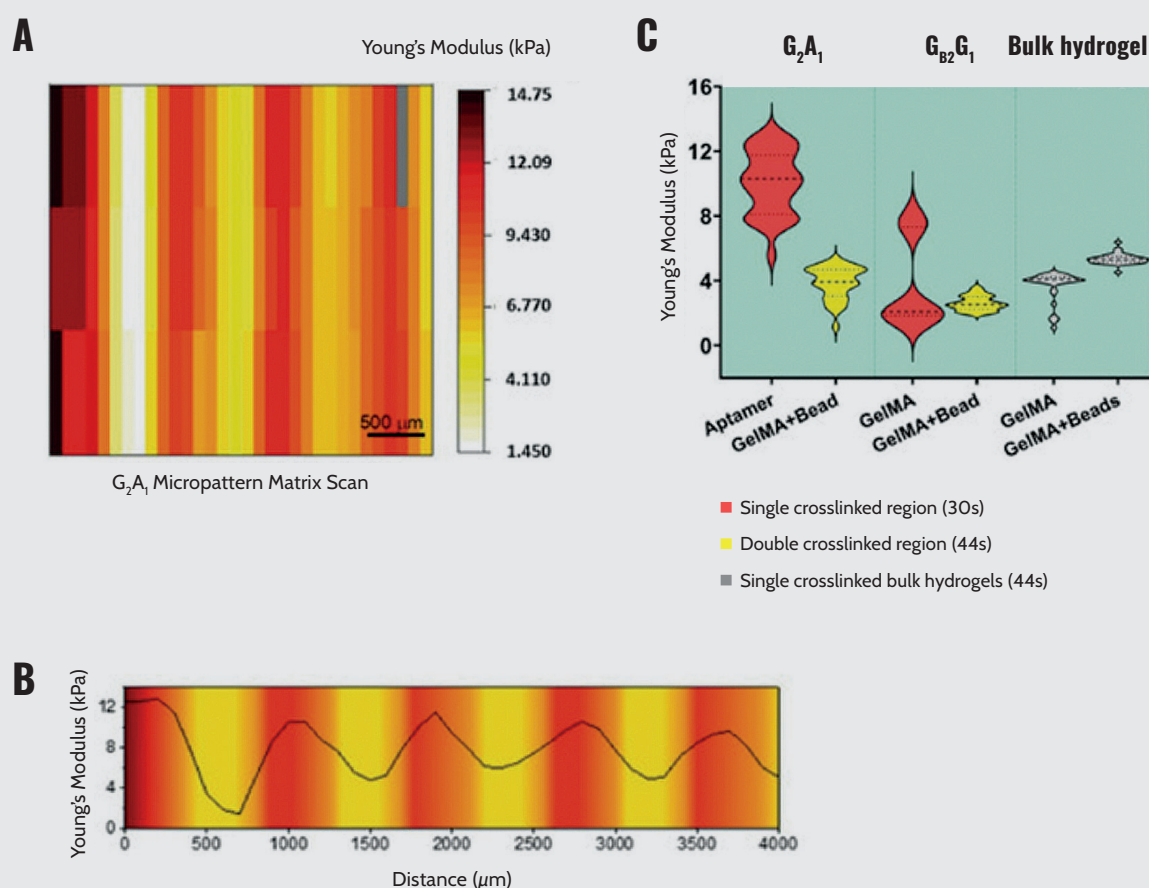 A
Young's Modulus (kPa)
14.75
12.09
9.430
6.770
4.110
1.450
500 μm
G₂A₁ Micropattern Matrix Scan
C
G₂A₁ G_B2G₁ Bulk hydrogel
Young's Modulus (kPa)
16
12
8
4
0
Aptamer
GelMA+Bead
GelMA
GelMA+Bead
GelMA
GelMA+Beads
Single crosslinked region (30s)
Double crosslinked region (44s)
Single crosslinked bulk hydrogels (44s)
B
Young's Modulus (kPa)
12
8
4
0
0 500 1000 1500 2000 2500 3000 3500 4000
Distance (μm)